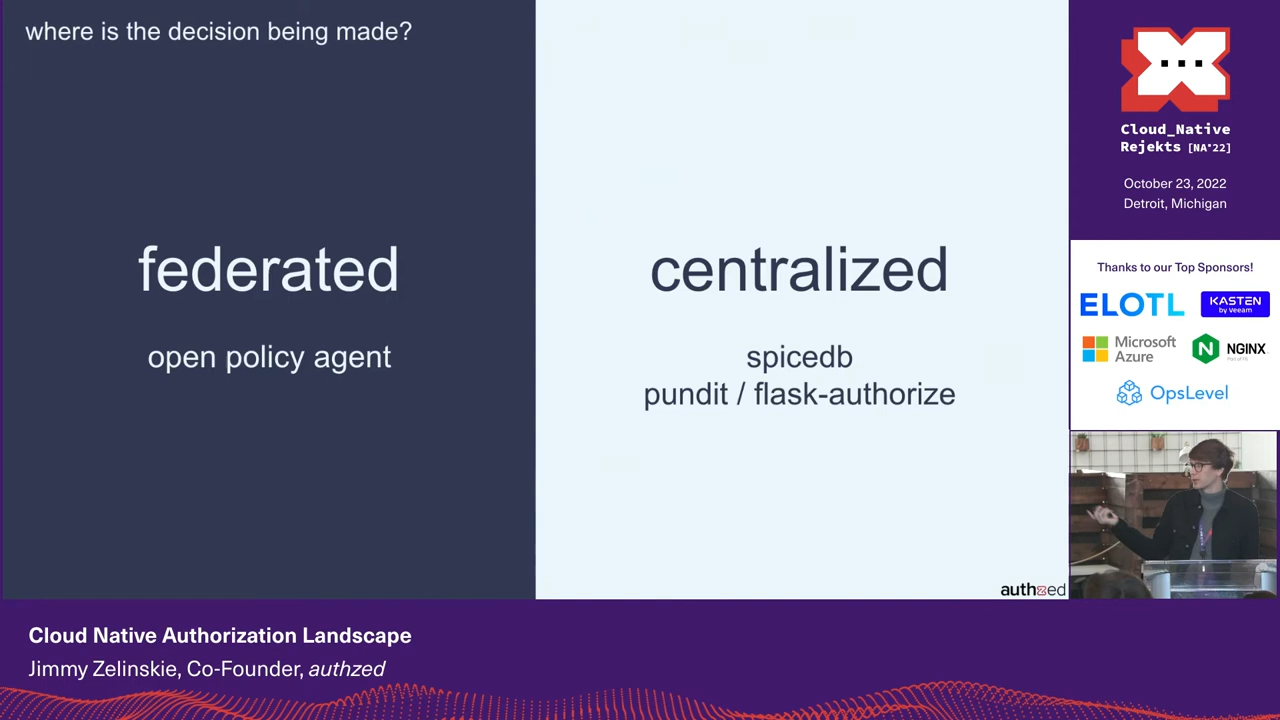 where is the decision being made?
federated
open policy agent
centralized
spicedb
pundit / flask-authorize
authzed
Cloud_Native
Rejekts [NA'22]
October 23, 2022
Detroit, Michigan
Thanks to our Top Sponsors!
ELOTL
KASTEN
by Veeam
Microsoft
Azure
NGINX
OpsLevel
Cloud Native Authorization Landscape
Jimmy Zelinskie, Co-Founder, authzed